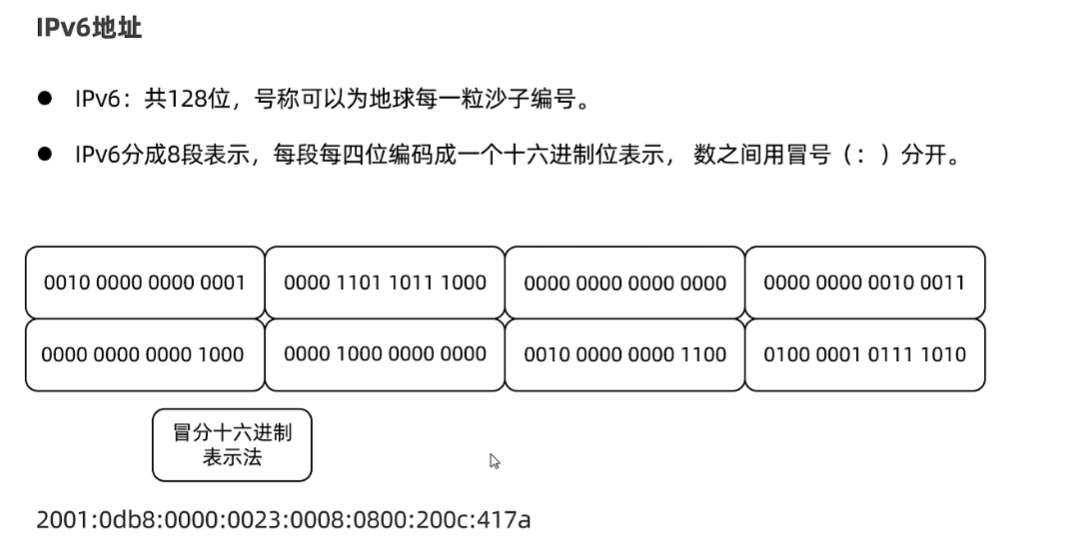 IPv6地址
● IPv6：共128位，号称可以为地球每一粒沙子编号。
● IPv6分成8段表示，每段每四位编码成一个十六进制位表示， 数之间用冒号（：）分开。
0010 0000 0000 0001 0000 1101 1011 1000 0000 0000 0000 0000 0000 0000 0010 0011
0000 0000 0000 1000 0000 1000 0000 0000 0010 0000 0000 1100 0100 0001 0111 1010
冒分十六进制
表示法
2001:0db8:0000:0023:0008:0800:200c:417a